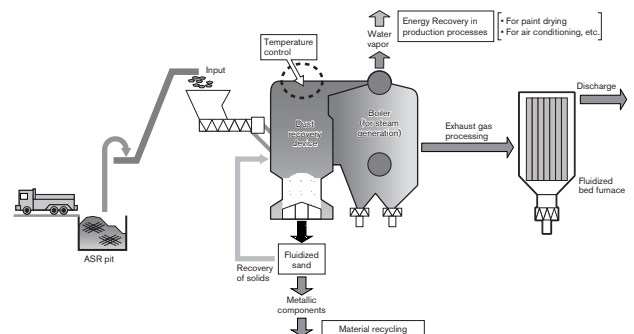 Temperature
control
Input
Water
vapor
Energy Recovery in
production processes
• For paint drying
• For air conditioning, etc.
Dust
recovery
device
Boiler
(for steam
generation)
Exhaust gas
processing
Discharge
Fluidized
bed furnace
ASR pit
Recovery
of solids
Fluidized
sand
Metallic
components
Material recycling